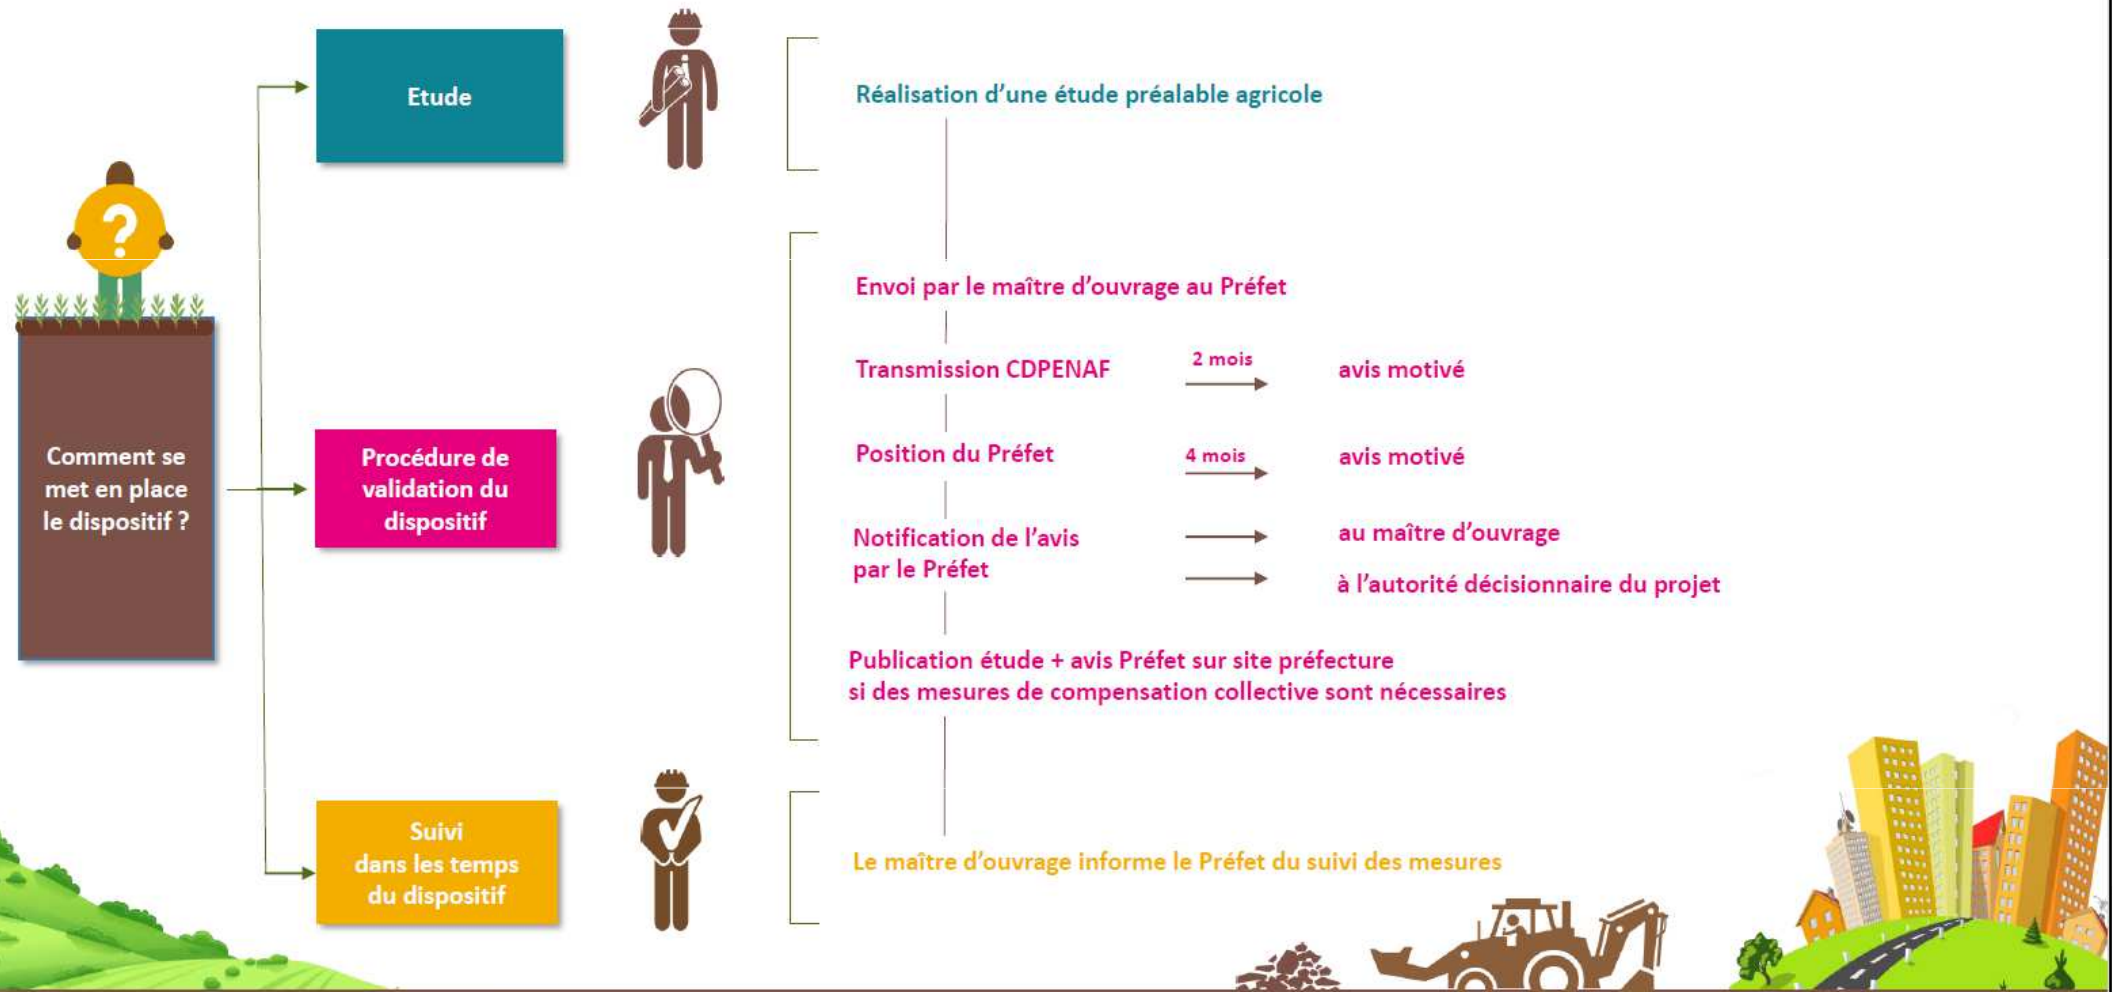 ?
Comment se
met en place
le dispositif ?
Etude
Réalisation d’une étude préalable agricole
Procédure de
validation du
dispositif
Envoi par le maître d’ouvrage au Préfet
Transmission CDPENAF 2 mois avis motivé
Position du Préfet 4 mois avis motivé
Notification de l’avis
par le Préfet
au maître d’ouvrage
à l’autorité décisionnaire du projet
Publication étude + avis Préfet sur site préfecture
si des mesures de compensation collective sont nécessaires
Suivi
dans les temps
du dispositif
Le maître d’ouvrage informe le Préfet du suivi des mesures